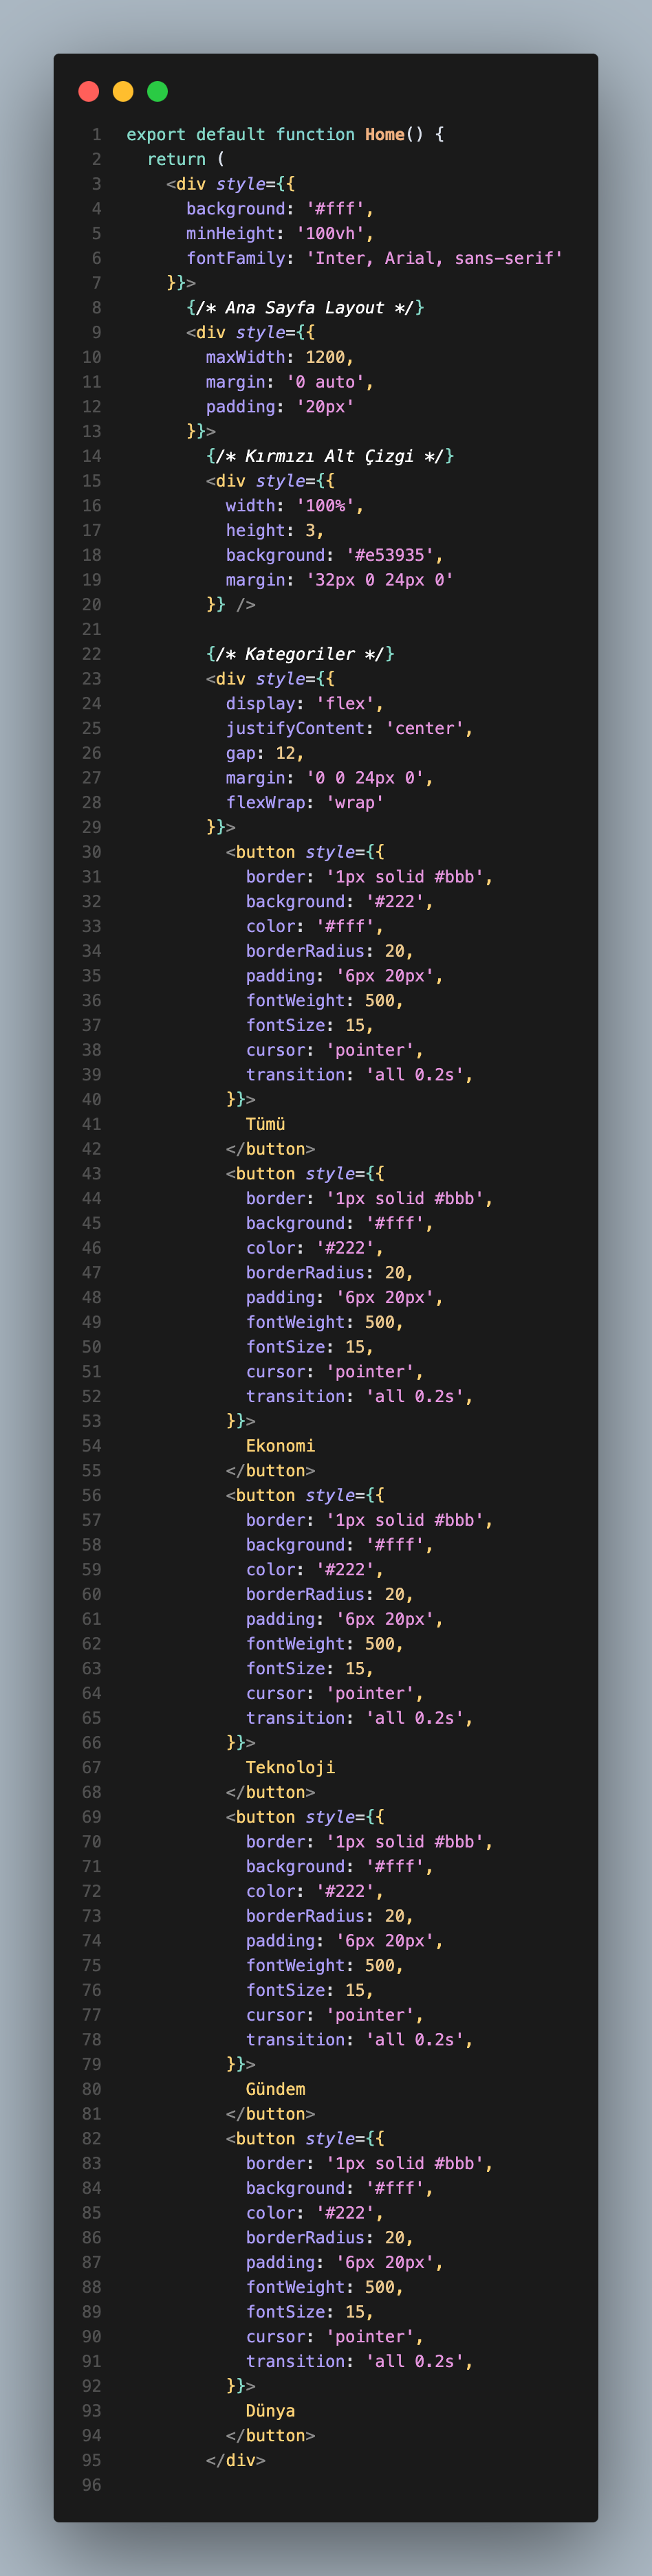 1 export default function Home() {
2   return (
3     <div style={{
4       background: '#fff',
5       minHeight: '100vh',
6       fontFamily: 'Inter, Arial, sans-serif'
7     }}>
8       {/* Ana Sayfa Layout */}
9       <div style={{
10         maxWidth: 1200,
11         margin: '0 auto',
12         padding: '20px'
13       }}>
14         {/* Kırmızı Alt Çizgi */}
15         <div style={{
16           width: '100%',
17           height: 3,
18           background: '#e53935',
19           margin: '32px 0 24px 0'
20         }} />
21
22         {/* Kategoriler */}
23         <div style={{
24           display: 'flex',
25           justifyContent: 'center',
26           gap: 12,
27           margin: '0 0 24px 0',
28           flexWrap: 'wrap'
29         }}>
30           <button style={{
31             border: '1px solid #bbb',
32             background: '#222',
33             color: '#fff',
34             borderRadius: 20,
35             padding: '6px 20px',
36             fontWeight: 500,
37             fontSize: 15,
38             cursor: 'pointer',
39             transition: 'all 0.2s',
40           }}>
41             Tümü
42           </button>
43           <button style={{
44             border: '1px solid #bbb',
45             background: '#fff',
46             color: '#222',
47             borderRadius: 20,
48             padding: '6px 20px',
49             fontWeight: 500,
50             fontSize: 15,
51             cursor: 'pointer',
52             transition: 'all 0.2s',
53           }}>
54             Ekonomi
55           </button>
56           <button style={{
57             border: '1px solid #bbb',
58             background: '#fff',
59             color: '#222',
60             borderRadius: 20,
61             padding: '6px 20px',
62             fontWeight: 500,
63             fontSize: 15,
64             cursor: 'pointer',
65             transition: 'all 0.2s',
66           }}>
67             Teknoloji
68           </button>
69           <button style={{
70             border: '1px solid #bbb',
71             background: '#fff',
72             color: '#222',
73             borderRadius: 20,
74             padding: '6px 20px',
75             fontWeight: 500,
76             fontSize: 15,
77             cursor: 'pointer',
78             transition: 'all 0.2s',
79           }}>
80             Gündem
81           </button>
82           <button style={{
83             border: '1px solid #bbb',
84             background: '#fff',
85             color: '#222',
86             borderRadius: 20,
87             padding: '6px 20px',
88             fontWeight: 500,
89             fontSize: 15,
90             cursor: 'pointer',
91             transition: 'all 0.2s',
92           }}>
93             Dünya
94           </button>
95         </div>
96